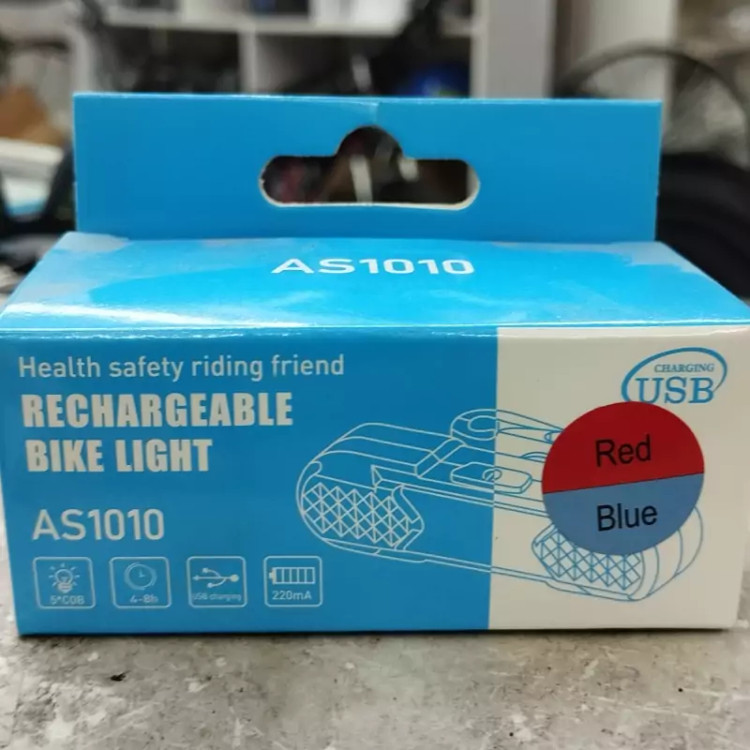 AS1010
Health safety riding friend
RECHARGEABLE
BIKE LIGHT
AS1010
5*COB
4-8h
USB charging
220mA
CHARGING
USB
Red
Blue